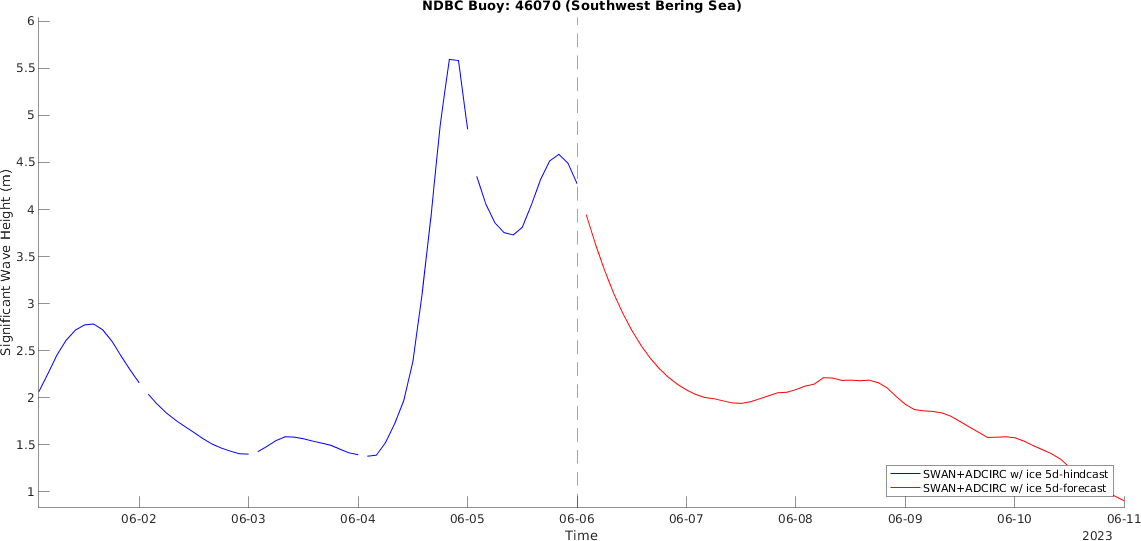 NDBC Buoy: 46070 (Southwest Bering Sea)
6
5.5
5
4.5
4
3.5
3
2.5
2
1.5
1
Significant Wave Height (m)
SWAN+ADCIRC w/ ice 5d-hindcast
SWAN+ADCIRC w/ ice 5d-forecast
06-02 06-03 06-04 06-05 06-06 06-07 06-08 06-09 06-10 06-11
Time
2023